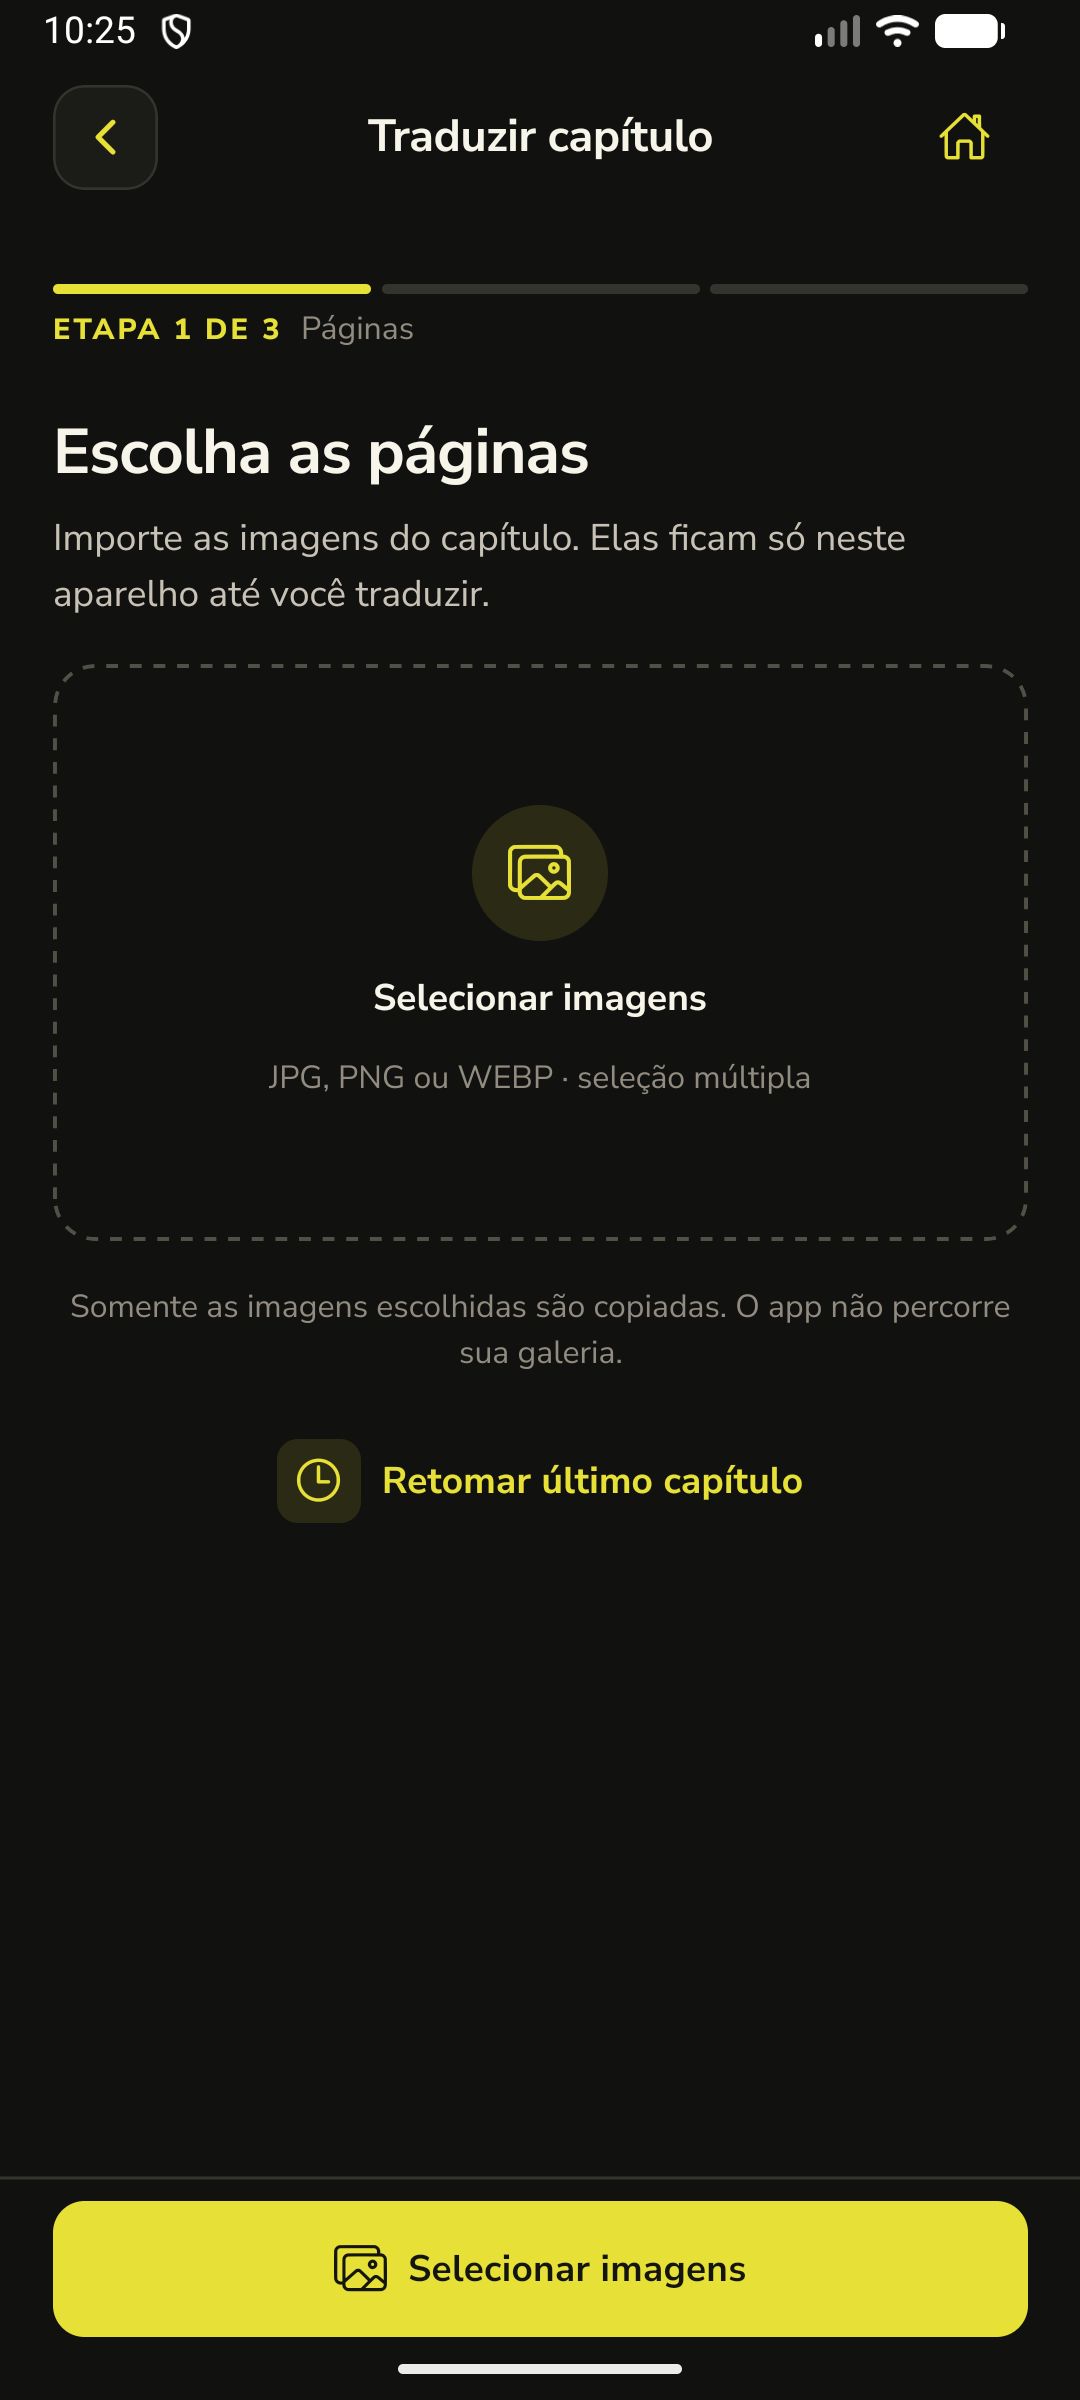 10:25
Traduzir capítulo
ETAPA 1 DE 3 Páginas
Escolha as páginas
Importe as imagens do capítulo. Elas ficam só neste
aparelho até você traduzir.
Selecionar imagens
JPG, PNG ou WEBP · seleção múltipla
Somente as imagens escolhidas são copiadas. O app não percorre
sua galeria.
Retomar último capítulo
Selecionar imagens